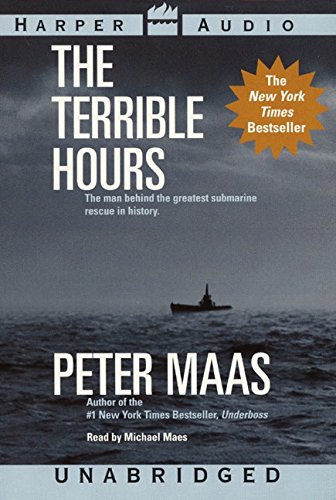 HARPER AUDIO
THE
TERRIBLE
HOURS
The man behind the greatest submarine
rescue in history.
The
New York
Times
Bestseller
PETER MAAS
Author of the
#1 New York Times Bestseller, Underboss
Read by Michael Maes
UNABRIDGED